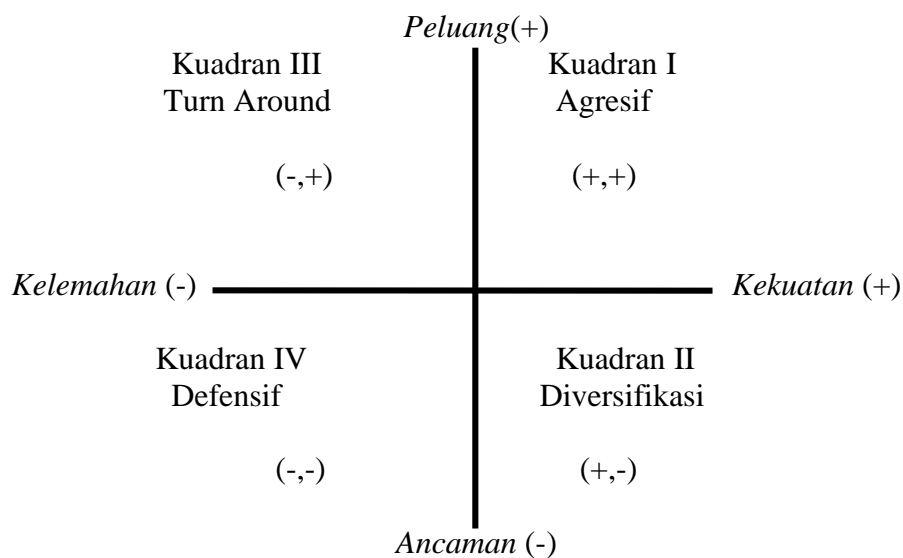 Peluang(+)
Kuadran III
Turn Around
(-,+)
Kuadran I
Agresif
(+,+)
Kelemahan (-)
Kekuatan (+)
Kuadran IV
Defensif
(-,-)
Kuadran II
Diversifikasi
(+,-)
Ancaman (-)